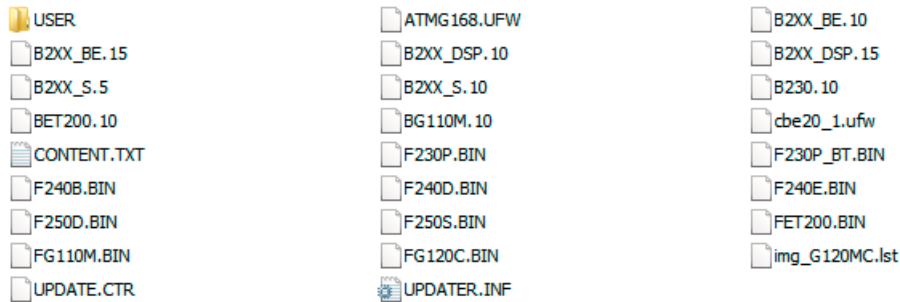 USER
ATMG168.UFW
B2XX_BE.10
B2XX_BE.15
B2XX_DSP.10
B2XX_DSP.15
B2XX_S.5
B2XX_S.10
B230.10
BET200.10
BG110M.10
cbe20_1.ufw
CONTENT.TXT
F230P.BIN
F230P_BT.BIN
F240B.BIN
F240D.BIN
F240E.BIN
F250D.BIN
F250S.BIN
FET200.BIN
FG110M.BIN
FG120C.BIN
img_G120MC.lst
UPDATE.CTR
UPDATER.INF